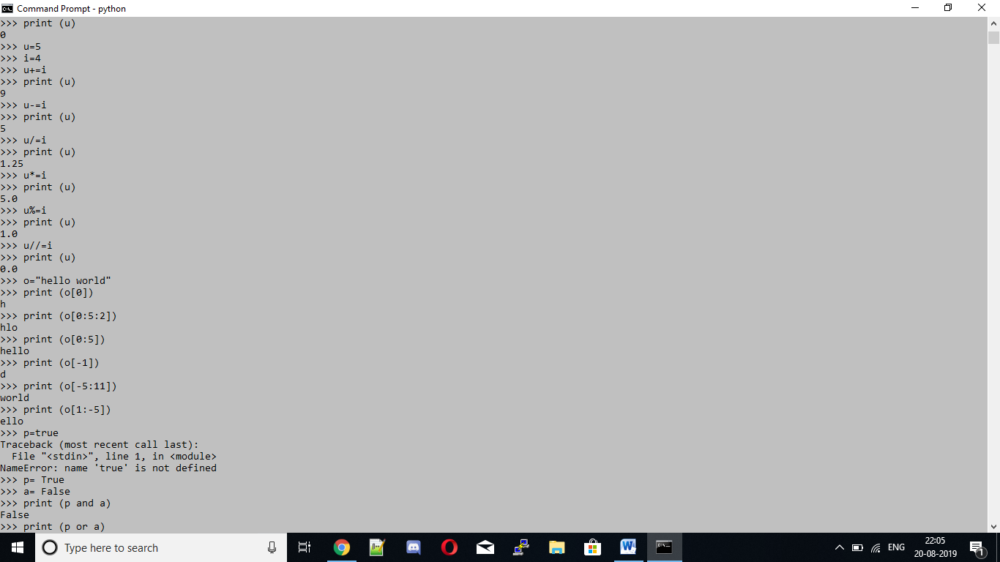 Command Prompt - python
>>> print (u)
0
>>> u=5
>>> i=4
>>> u+=i
>>> print (u)
9
>>> u-=i
>>> print (u)
5
>>> u/=i
>>> print (u)
1.25
>>> u*=i
>>> print (u)
5.0
>>> u%=i
>>> print (u)
1.0
>>> u//=i
>>> print (u)
0.0
>>> o="hello world"
>>> print (o[0])
h
>>> print (o[0:5:2])
hlo
>>> print (o[0:5])
hello
>>> print (o[-1])
d
>>> print (o[-5:11])
world
>>> print (o[1:-5])
ello
>>> p=true
Traceback (most recent call last):
  File "<stdin>", line 1, in <module>
NameError: name 'true' is not defined
>>> p= True
>>> a= False
>>> print (p and a)
False
>>> print (p or a)
Type here to search
ENG
22:05
20-08-2019
1